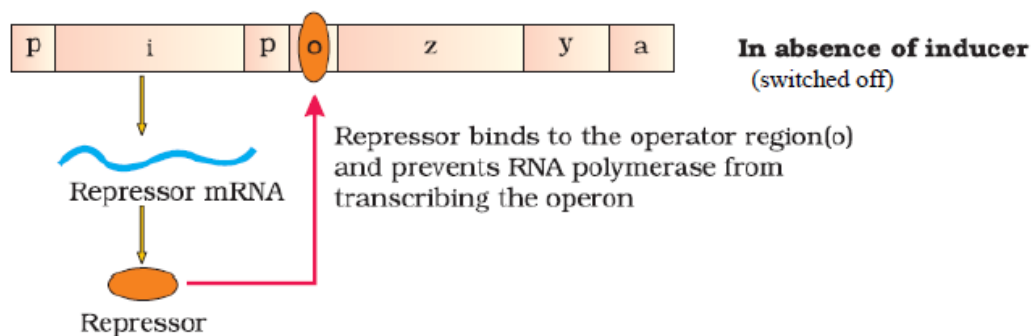 p i p o z y a
In absence of inducer
(switched off)
Repressor binds to the operator region(o)
and prevents RNA polymerase from
transcribing the operon
Repressor mRNA
Repressor